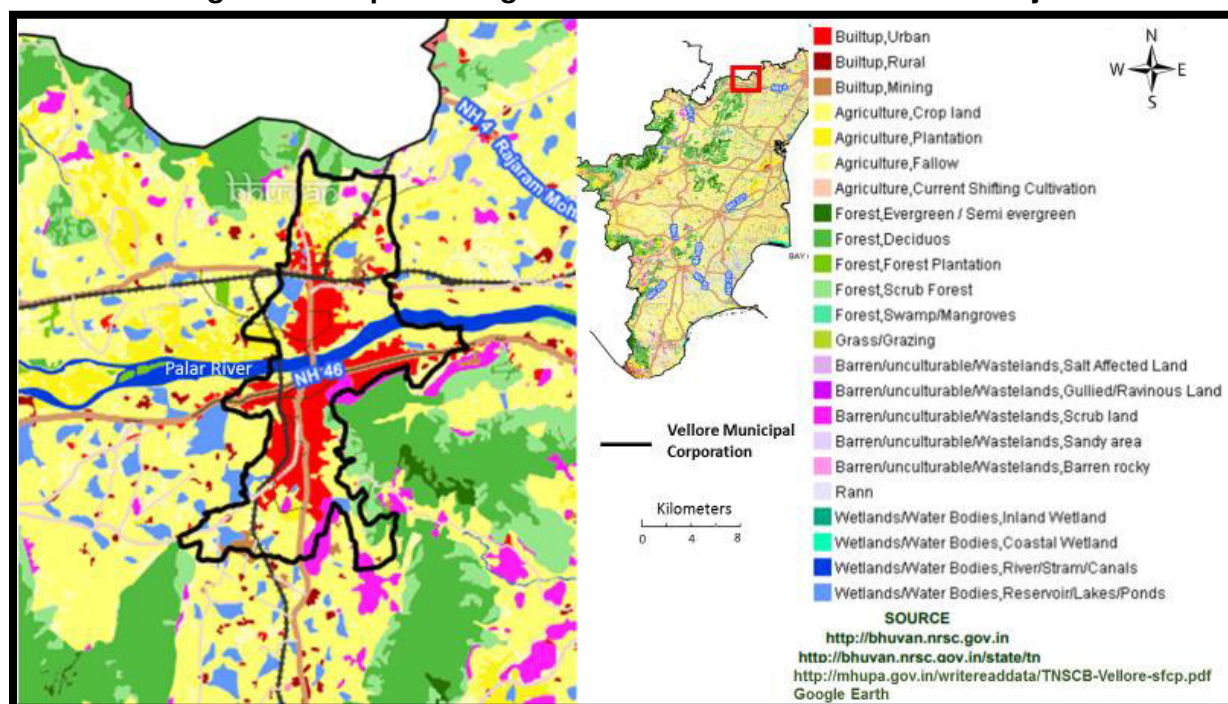 NH 4
Rajaram Moh
bhuvan
Palar River
NH 46
BAY
Vellore Municipal
Corporation
Kilometers
0 4 8
Builtup,Urban
Builtup,Rural
Builtup,Mining
Agriculture,Crop land
Agriculture,Plantation
Agriculture,Fallow
Agriculture,Current Shifting Cultivation
Forest,Evergreen / Semi evergreen
Forest,Deciduos
Forest,Forest Plantation
Forest,Scrub Forest
Forest,Swamp/Mangroves
Grass/Grazing
Barren/unculturable/Wastelands,Salt Affected Land
Barren/unculturable/Wastelands,Gullied/Ravinous Land
Barren/unculturable/Wastelands,Scrub land
Barren/unculturable/Wastelands,Sandy area
Barren/unculturable/Wastelands,Barren rocky
Rann
Wetlands/Water Bodies,Inland Wetland
Wetlands/Water Bodies,Coastal Wetland
Wetlands/Water Bodies,River/Stram/Canals
Wetlands/Water Bodies,Reservoir/Lakes/Ponds
N
W E
S
SOURCE
http://bhuvan.nrsc.gov.in
http://bhuvan.nrsc.gov.in/state/tn
http://mhupa.gov.in/writereaddata/TNSCB-Vellore-sfcp.pdf
Google Earth